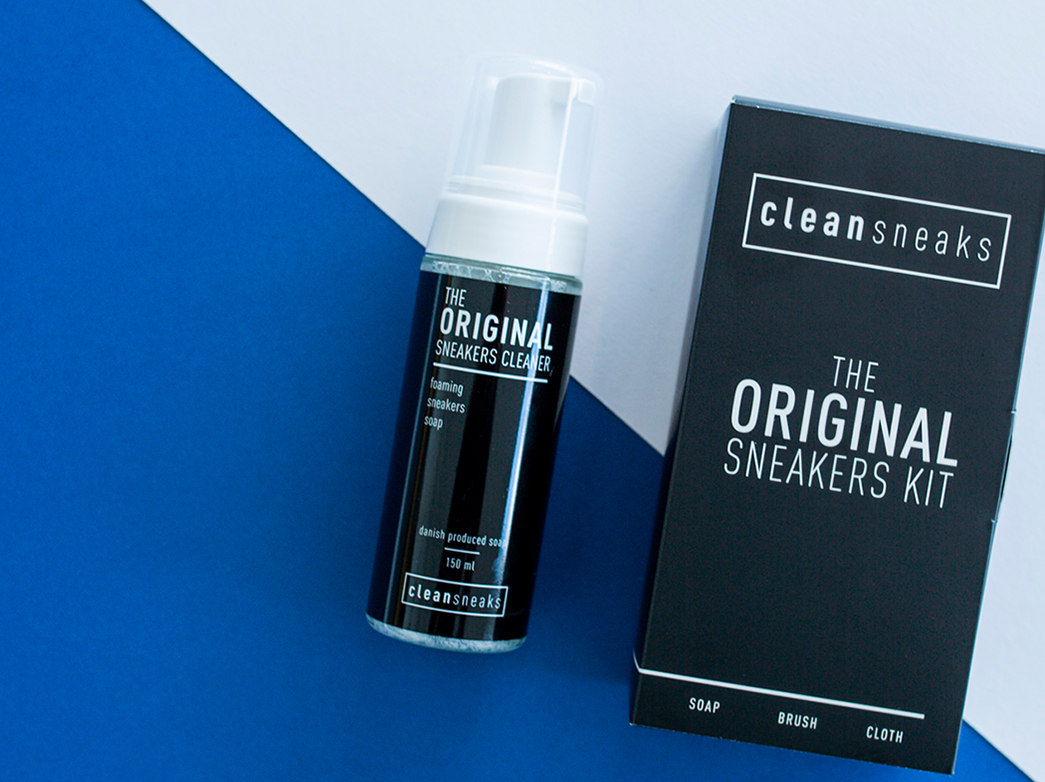 THE
ORIGINAL
SNEAKERS CLEANER
foaming
sneakers
soap
danish produced soap
150 ml
cleansneaks
cleansneaks
THE
ORIGINAL
SNEAKERS KIT
SOAP BRUSH CLOTH